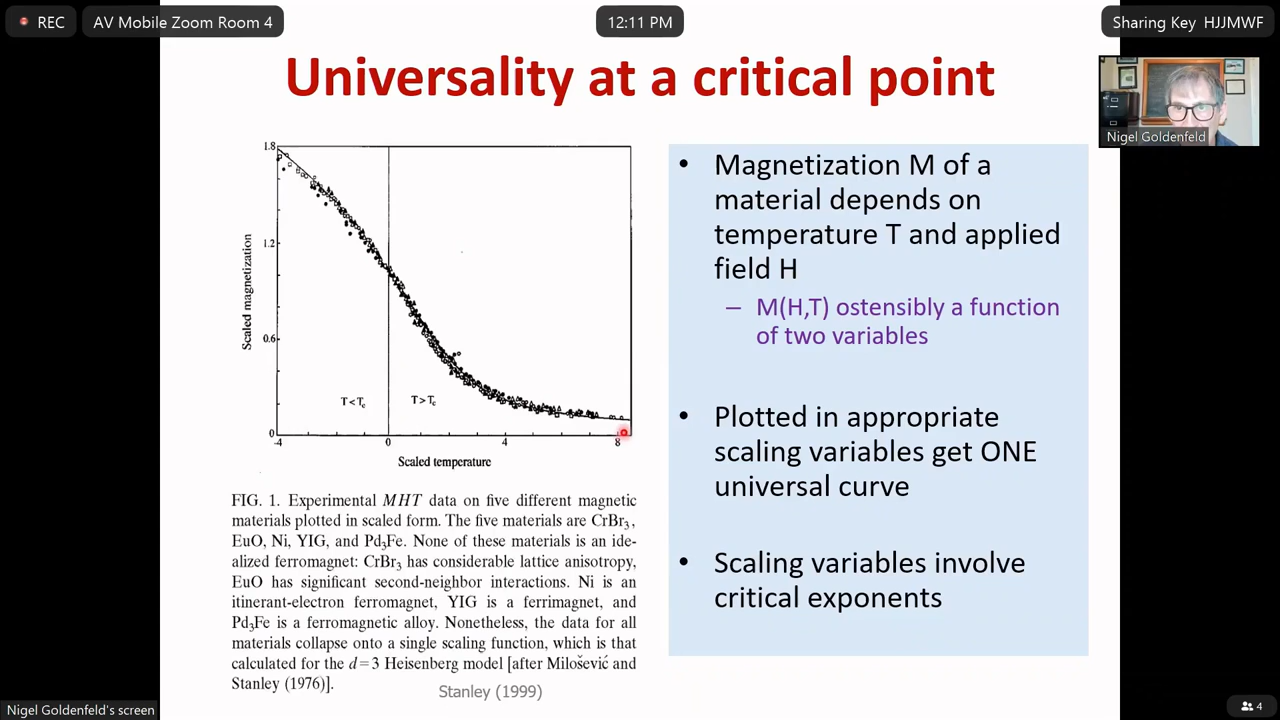 REC
AV Mobile Zoom Room 4
12:11 PM
Sharing Key HJJMWF
Nigel Goldenfeld
Universality at a critical point
1.8
1.2
0.6
0
Scaled magnetization
T<Tc
T>Tc
-4
0
4
8
Scaled temperature
FIG. 1. Experimental MHT data on five different magnetic
materials plotted in scaled form. The five materials are CrBr₃,
EuO, Ni, YIG, and Pd₃Fe. None of these materials is an ide-
alized ferromagnet: CrBr₃ has considerable lattice anisotropy,
EuO has significant second-neighbor interactions. Ni is an
itinerant-electron ferromagnet, YIG is a ferrimagnet, and
Pd₃Fe is a ferromagnetic alloy. Nonetheless, the data for all
materials collapse onto a single scaling function, which is that
calculated for the d=3 Heisenberg model [after Milošević and
Stanley (1976)].
Stanley (1999)
• Magnetization M of a
material depends on
temperature T and applied
field H
– M(H,T) ostensibly a function
of two variables
• Plotted in appropriate
scaling variables get ONE
universal curve
• Scaling variables involve
critical exponents
Nigel Goldenfeld's screen
4